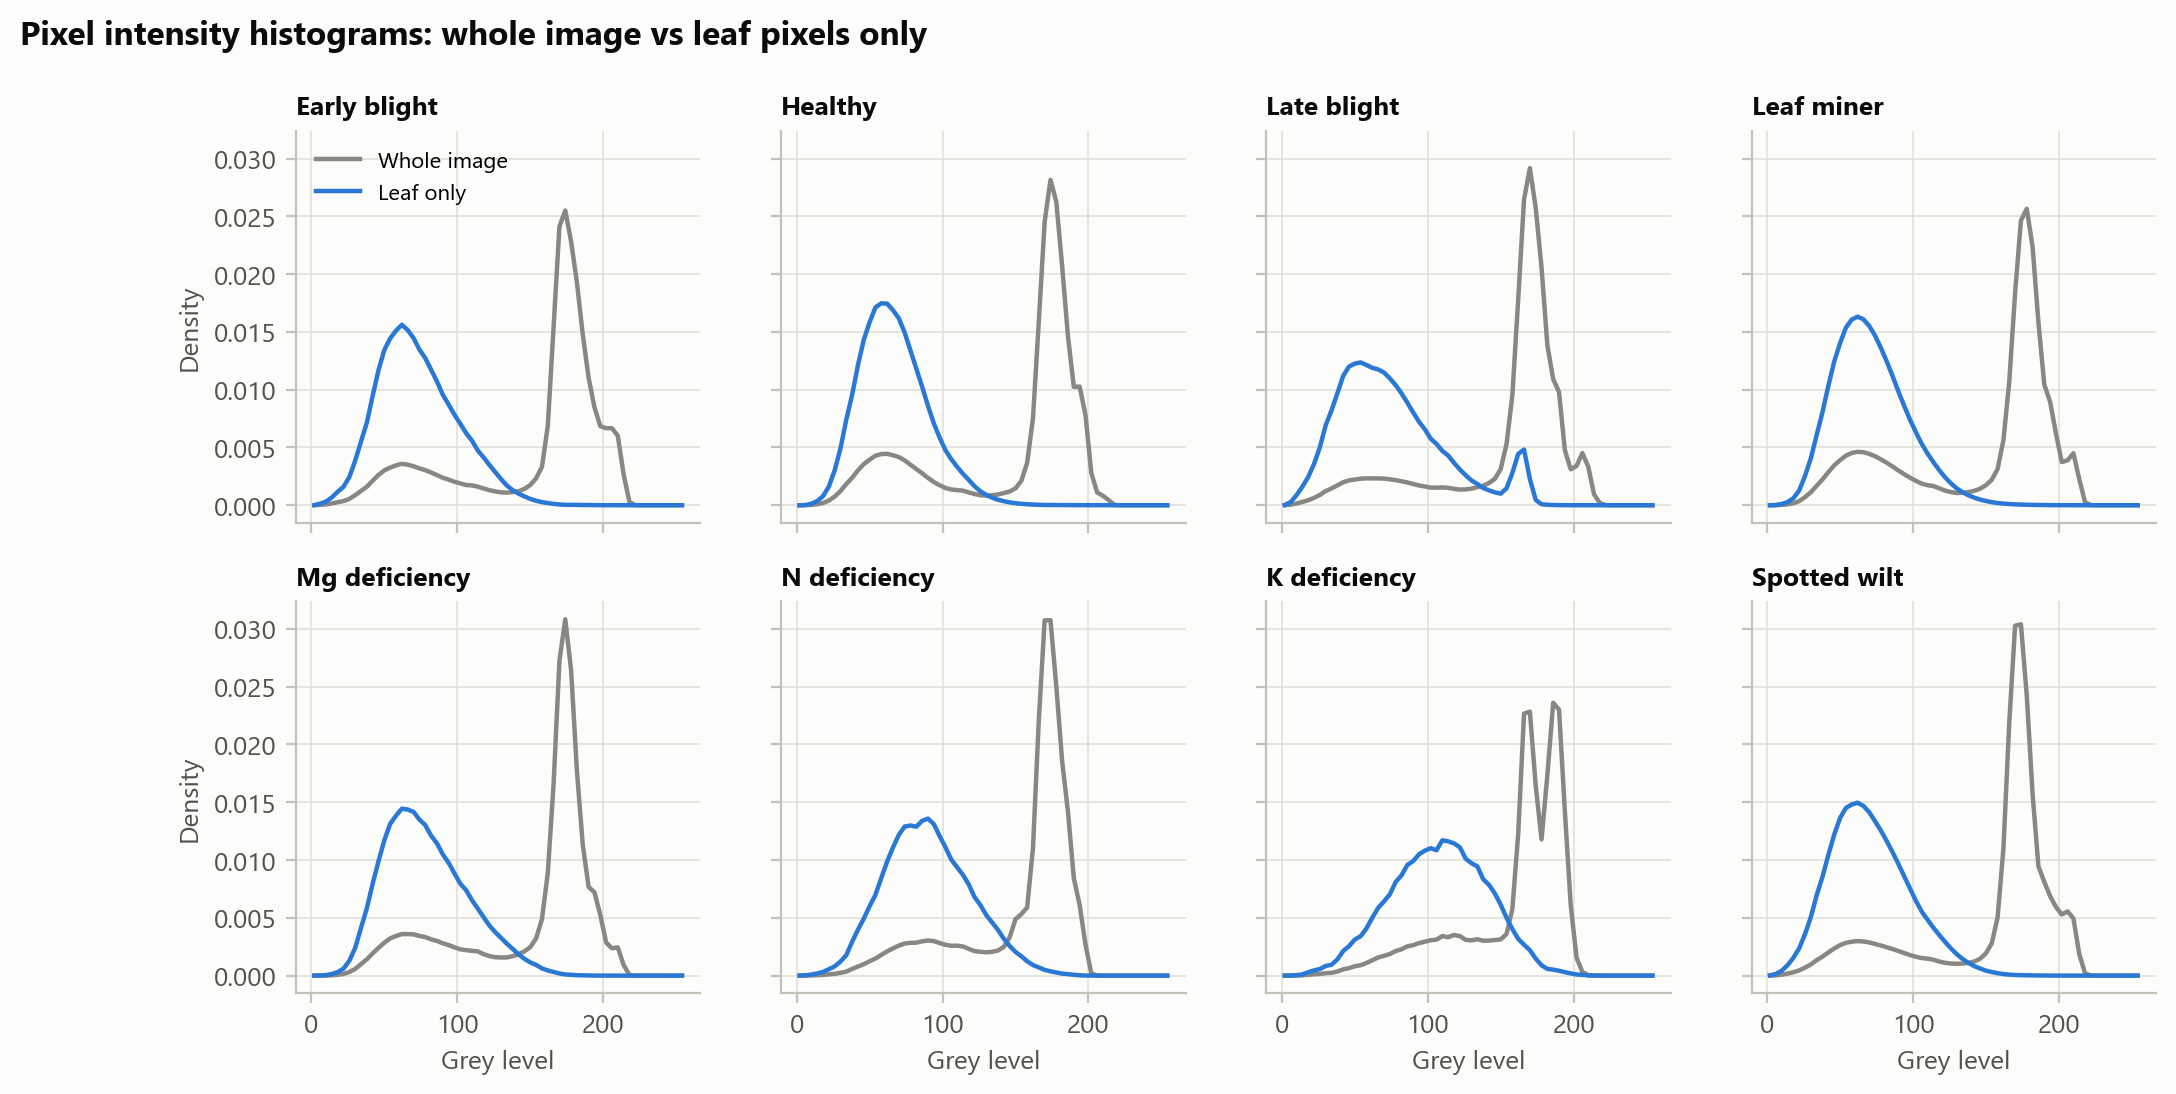 Pixel intensity histograms: whole image vs leaf pixels only
Early blight
Healthy
Late blight
Leaf miner
Whole image
Leaf only
Density
0.030
0.025
0.020
0.015
0.010
0.005
0.000
Mg deficiency
N deficiency
K deficiency
Spotted wilt
Density
0.030
0.025
0.020
0.015
0.010
0.005
0.000
0 100 200
0 100 200
0 100 200
0 100 200
Grey level
Grey level
Grey level
Grey level